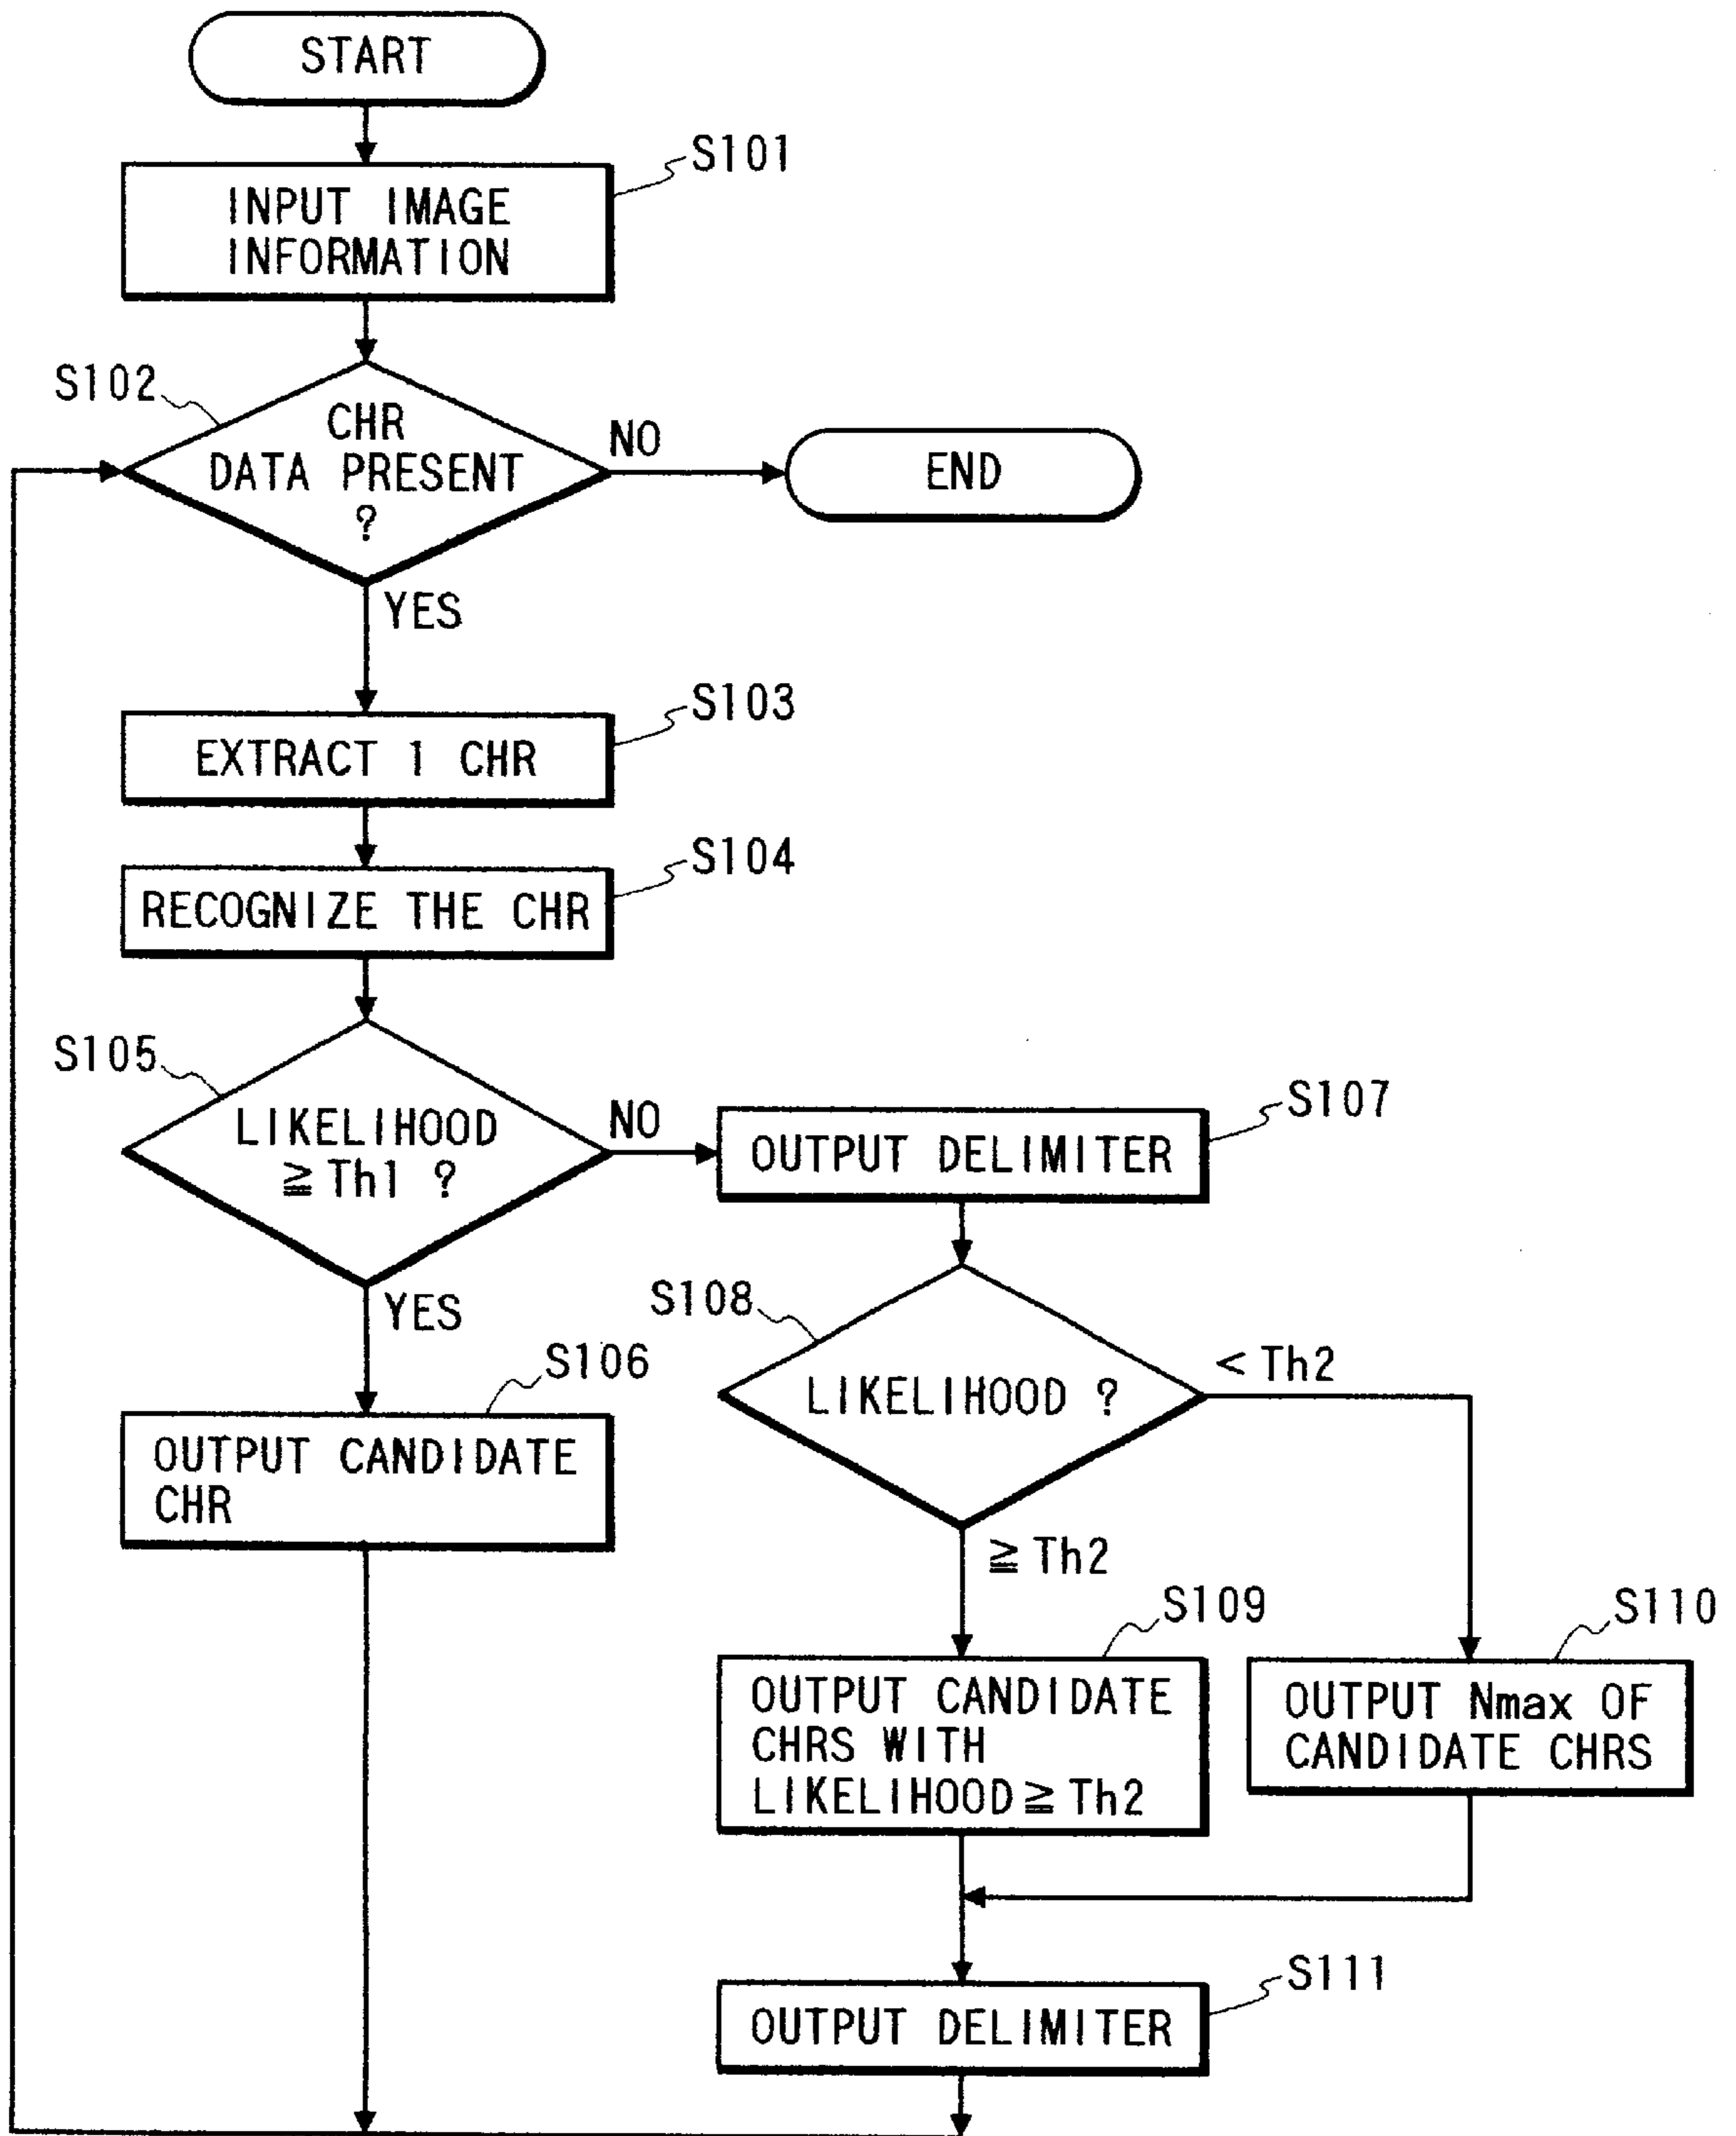 START
S101
INPUT IMAGE
INFORMATION
S102
CHR
DATA PRESENT
?
NO
END
YES
S103
EXTRACT 1 CHR
S104
RECOGNIZE THE CHR
S105
LIKELIHOOD
≧ Th1 ?
NO
S107
OUTPUT DELIMITER
YES
S106
OUTPUT CANDIDATE
CHR
S108
LIKELIHOOD ?
< Th2
≧ Th2
S109
OUTPUT CANDIDATE
CHRS WITH
LIKELIHOOD ≧ Th2
S110
OUTPUT Nmax OF
CANDIDATE CHRS
S111
OUTPUT DELIMITER